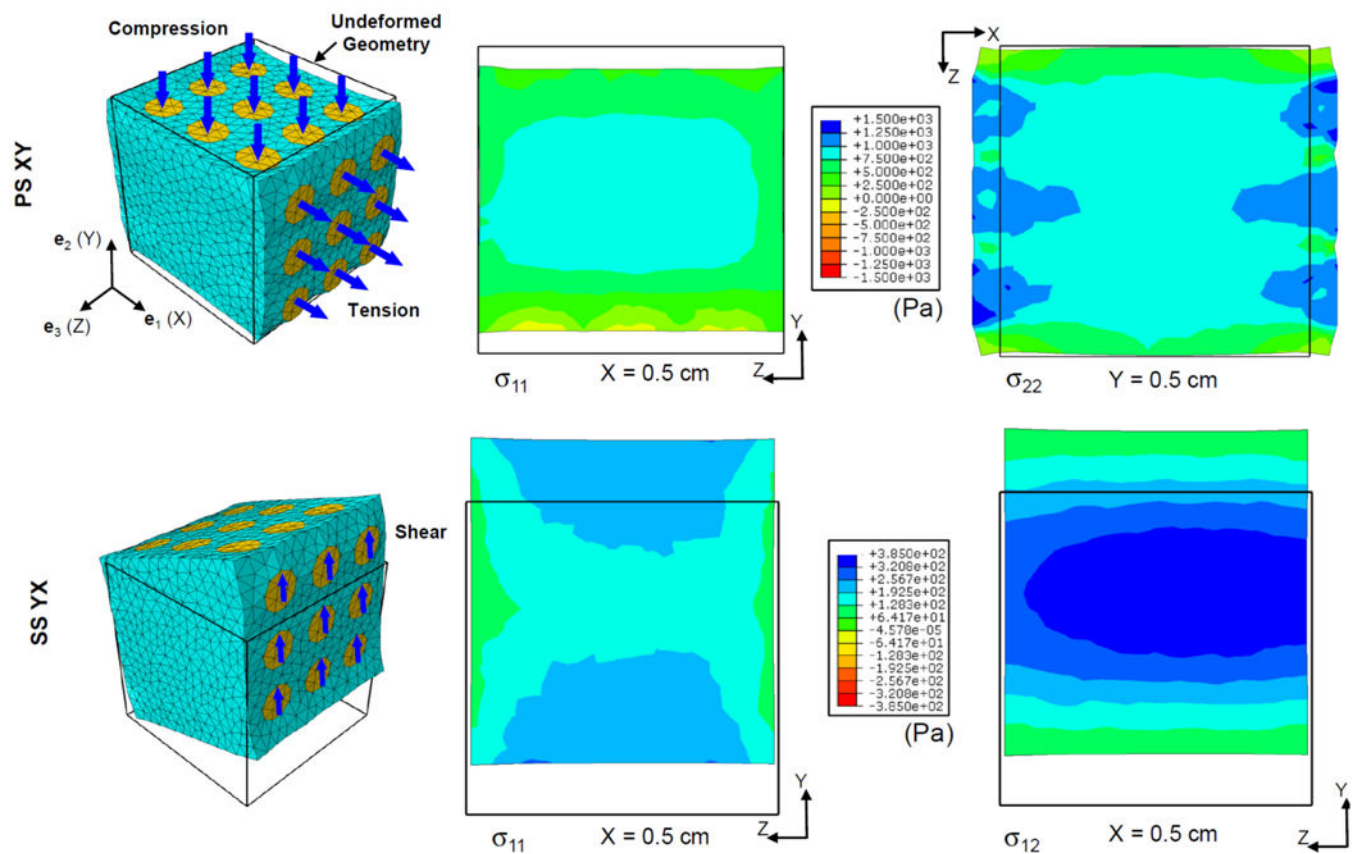 Compression
Undeformed
Geometry
PS XY
e₂ (Y)
e₃ (Z)
e₁ (X)
Tension
σ₁₁
X = 0.5 cm
Y
Z
+1.500e+03
+1.250e+03
+1.000e+03
+7.500e+02
+5.000e+02
+2.500e+02
+0.000e+00
-2.500e+02
-5.000e+02
-7.500e+02
-1.000e+03
-1.250e+03
-1.500e+03
(Pa)
X
Z
σ₂₂
Y = 0.5 cm
SS YX
Shear
σ₁₁
X = 0.5 cm
Y
Z
+3.850e+02
+3.208e+02
+2.567e+02
+1.925e+02
+1.283e+02
+6.417e+01
-4.578e-05
-6.417e+01
-1.283e+02
-1.925e+02
-2.567e+02
-3.208e+02
-3.850e+02
(Pa)
σ₁₂
X = 0.5 cm
Y
Z